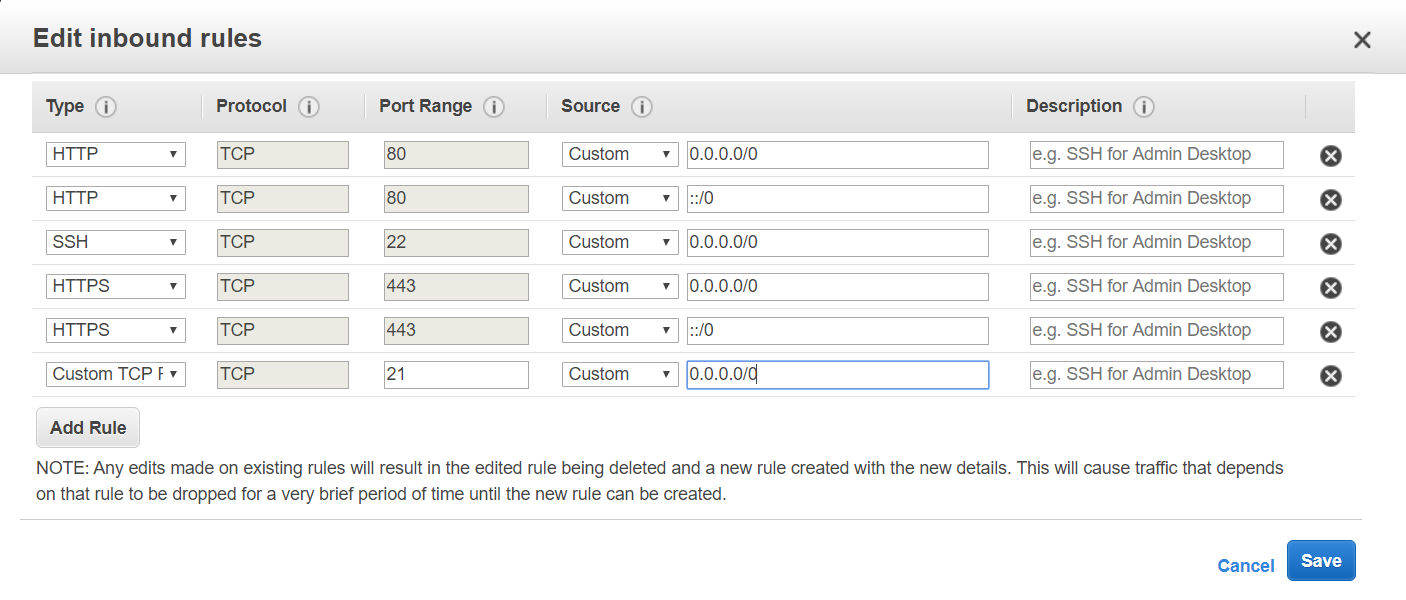 Edit inbound rules
Type Protocol Port Range Source Description
HTTP TCP 80 Custom 0.0.0.0/0 e.g. SSH for Admin Desktop
HTTP TCP 80 Custom ::/0 e.g. SSH for Admin Desktop
SSH TCP 22 Custom 0.0.0.0/0 e.g. SSH for Admin Desktop
HTTPS TCP 443 Custom 0.0.0.0/0 e.g. SSH for Admin Desktop
HTTPS TCP 443 Custom ::/0 e.g. SSH for Admin Desktop
Custom TCP F TCP 21 Custom 0.0.0.0/0 e.g. SSH for Admin Desktop
Add Rule
NOTE: Any edits made on existing rules will result in the edited rule being deleted and a new rule created with the new details. This will cause traffic that depends
on that rule to be dropped for a very brief period of time until the new rule can be created.
Cancel Save